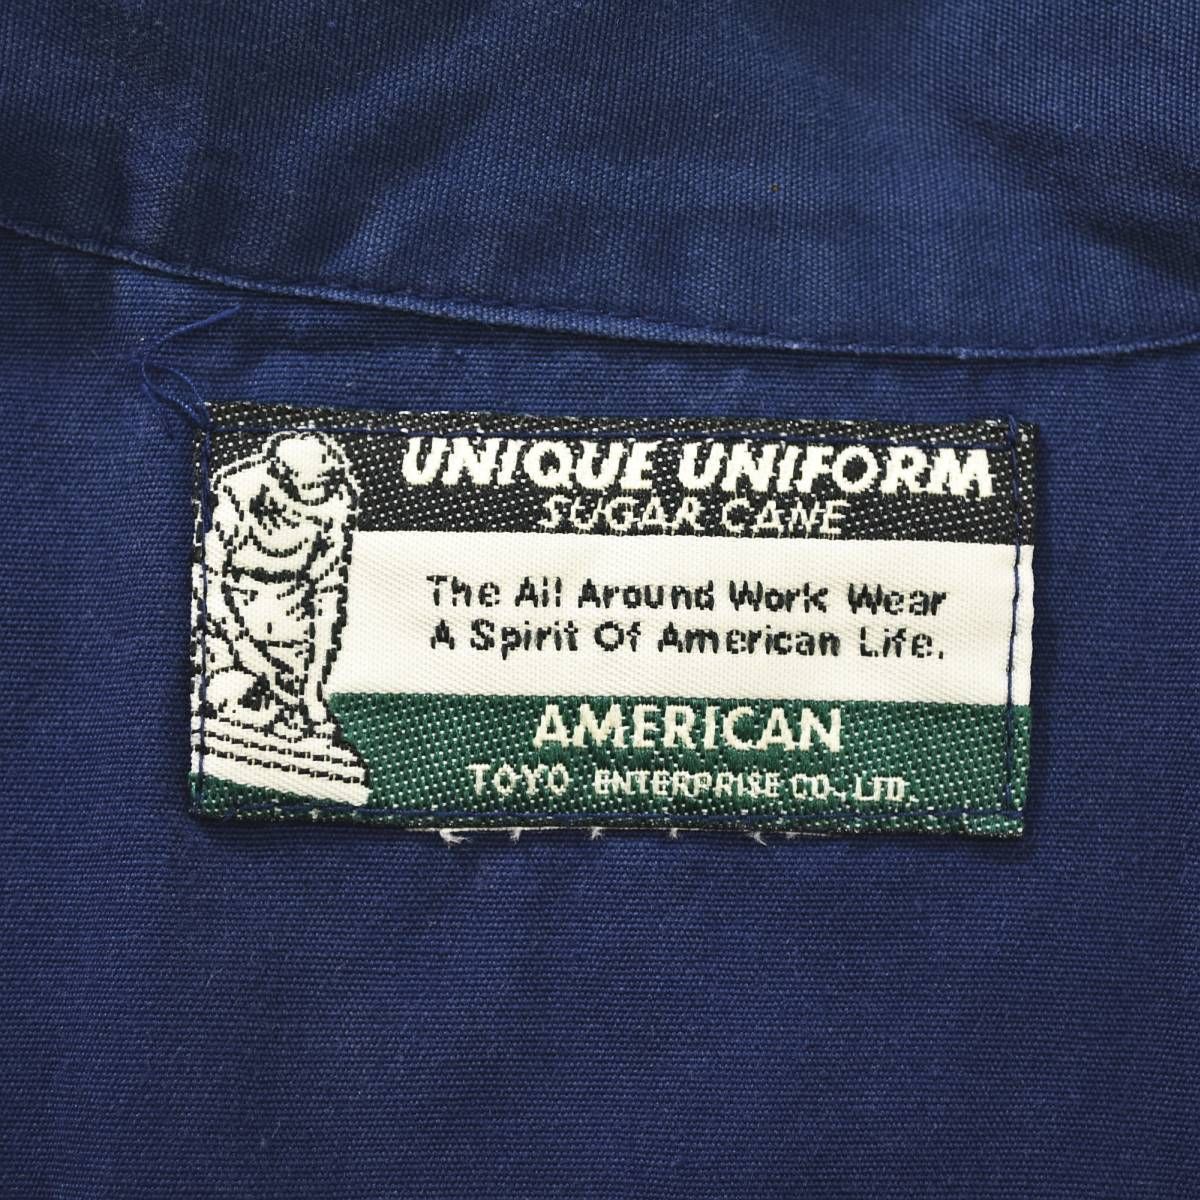 UNIQUE UNIFORM
SUGAR CANE
The All Around Work Wear
A Spirit Of American Life.
AMERICAN
TOYO ENTERPRISE CO., LTD.